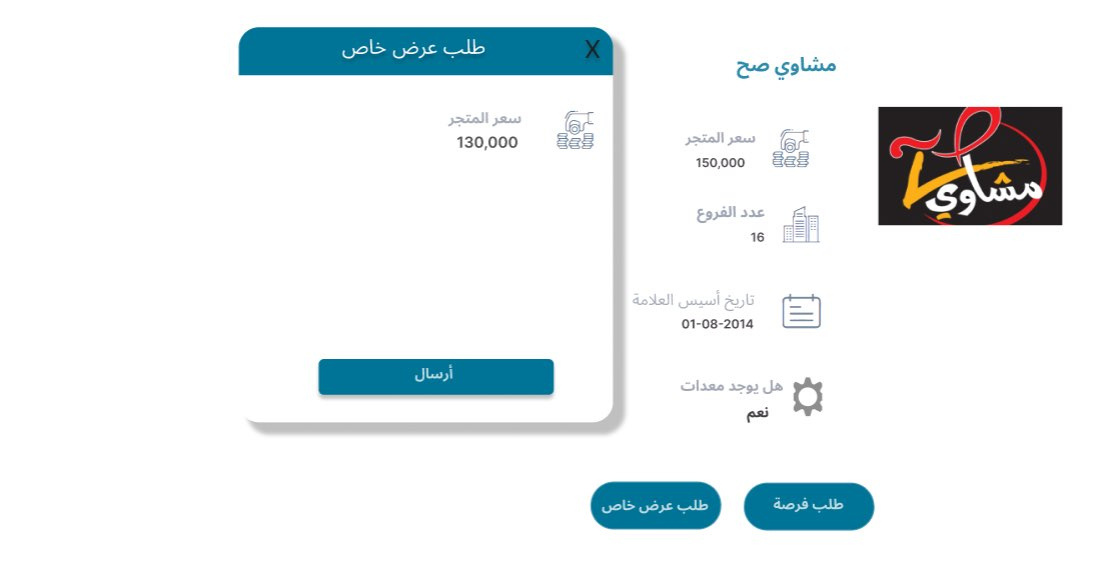 مشاوي صح
مشاوي صح
سعر المتجر
150,000
عدد الفروع
16
تاريخ أسيس العلامة
01-08-2014
هل يوجد معدات
نعم
طلب فرصة
طلب عرض خاص
طلب عرض خاص
X
سعر المتجر
130,000
أرسال